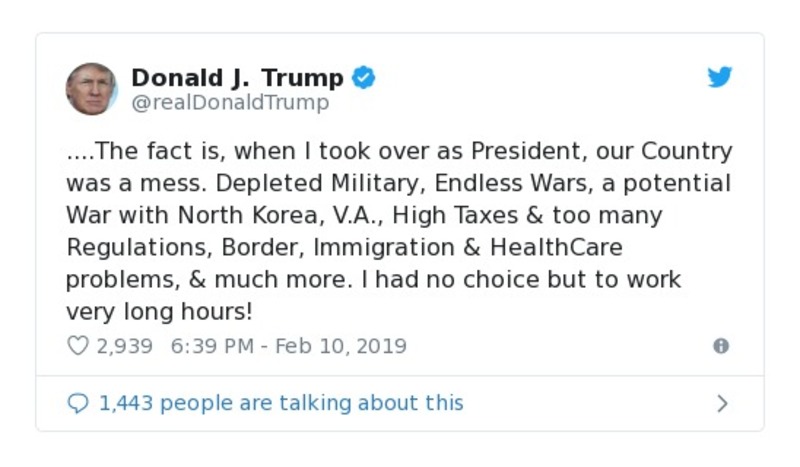 Donald J. Trump
@realDonaldTrump
....The fact is, when I took over as President, our Country
was a mess. Depleted Military, Endless Wars, a potential
War with North Korea, V.A., High Taxes & too many
Regulations, Border, Immigration & HealthCare
problems, & much more. I had no choice but to work
very long hours!
2,939 6:39 PM - Feb 10, 2019
1,443 people are talking about this